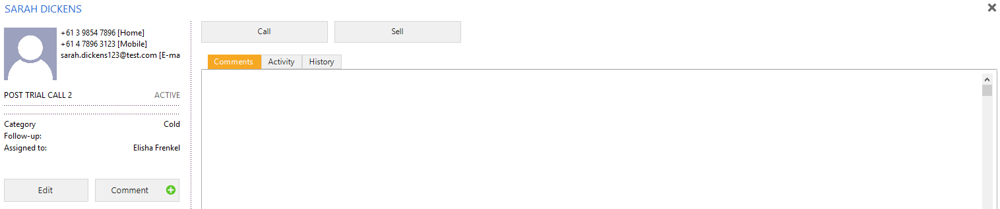 SARAH DICKENS
+61 3 9854 7896 [Home]
+61 4 7896 3123 [Mobile]
sarah.dickens123@test.com [E-ma
POST TRIAL CALL 2 ACTIVE
Category Cold
Follow-up:
Assigned to: Elisha Frenkel
Edit Comment
Call Sell
Comments Activity History